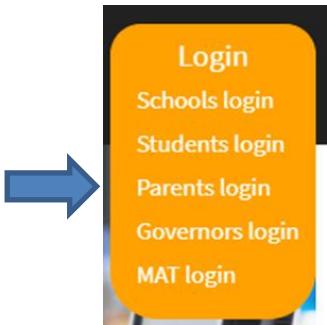 Login
Schools login
Students login
Parents login
Governors login
MAT login